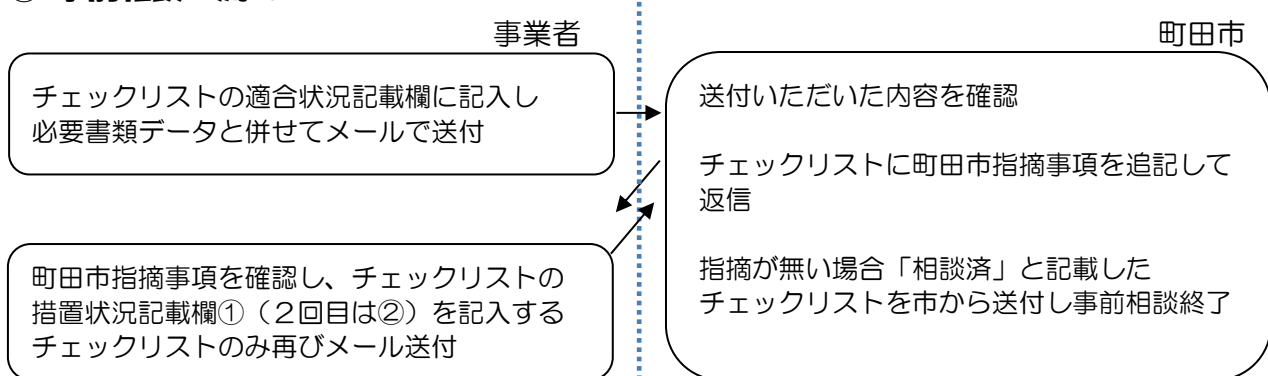 事業者
町田市
チェックリストの適合状況記載欄に記入し
必要書類データと併せてメールで送付
送付いただいた内容を確認
チェックリストに町田市指摘事項を追記して
返信
指摘が無い場合「相談済」と記載した
チェックリストを市から送付し事前相談終了
町田市指摘事項を確認し、チェックリストの
措置状況記載欄①（２回目は②）を記入する
チェックリストのみ再びメール送付